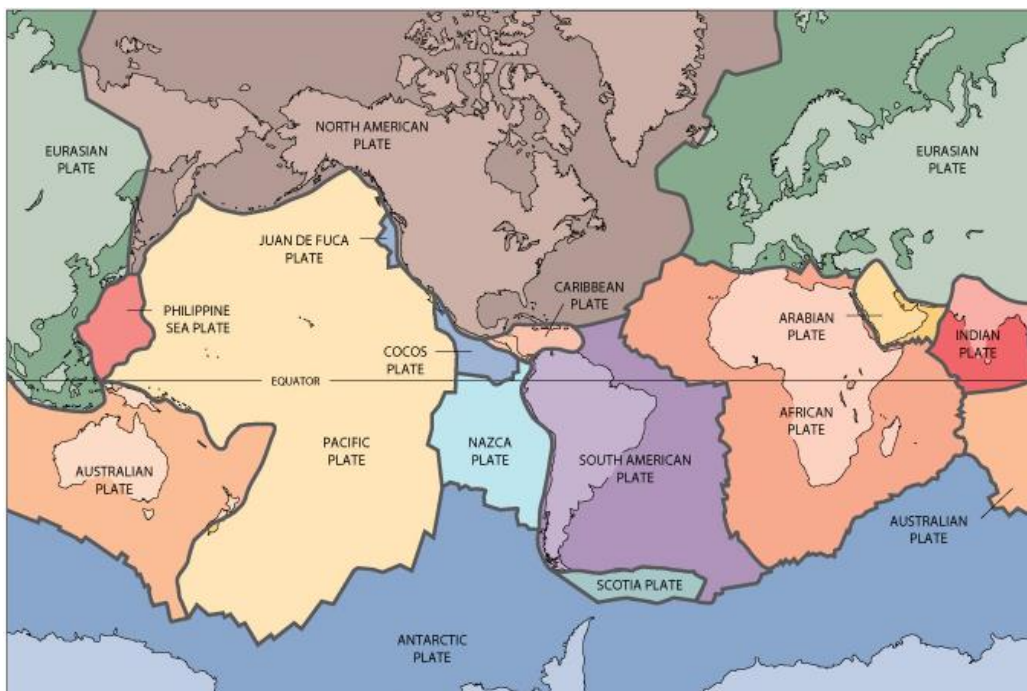 NORTH AMERICAN
PLATE
EURASIAN
PLATE
EURASIAN
PLATE
JUAN DE FUCA
PLATE
CARIBBEAN
PLATE
PHILIPPINE
SEA PLATE
ARABIAN
PLATE
INDIAN
PLATE
COCOS
PLATE
EQUATOR
AFRICAN
PLATE
PACIFIC
PLATE
NAZCA
PLATE
SOUTH AMERICAN
PLATE
AUSTRALIAN
PLATE
AUSTRALIAN
PLATE
SCOTIA PLATE
ANTARCTIC
PLATE